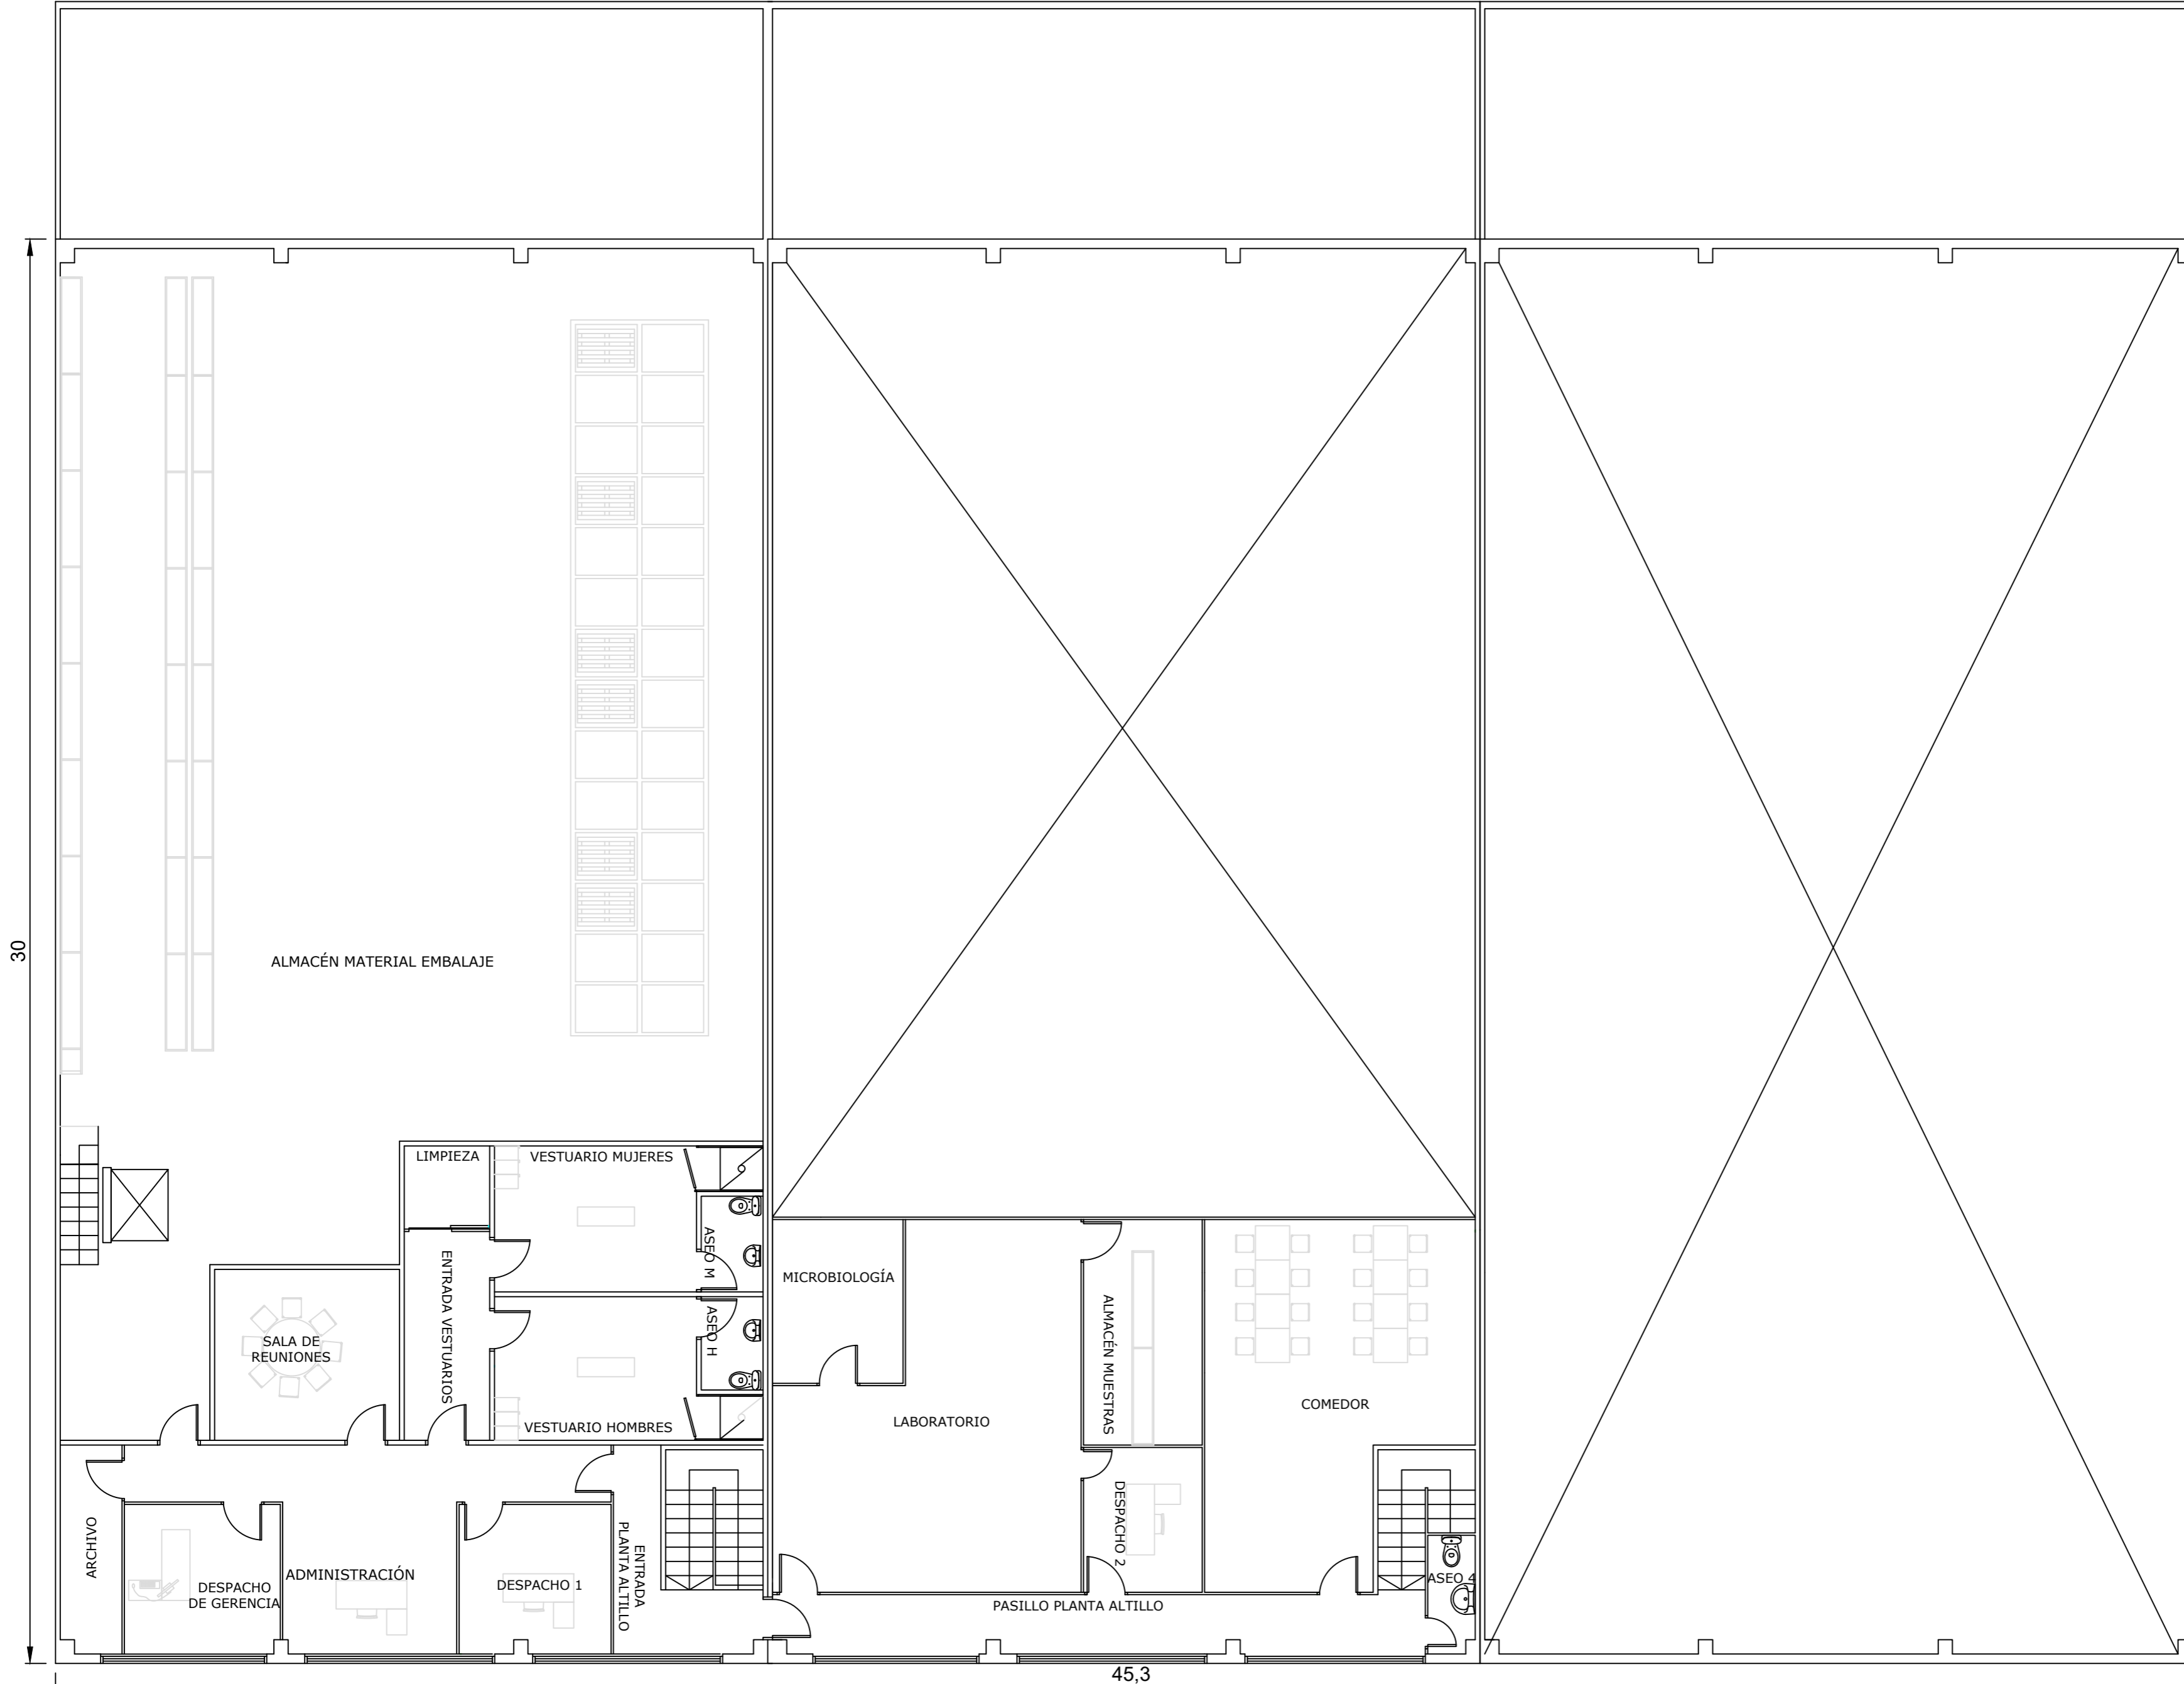 30
ALMACÉN MATERIAL EMBALAJE
LIMPIEZA
VESTUARIO MUJERES
ASEO M
ENTRADA VESTUARIOS
ASEO H
SALA DE
REUNIONES
VESTUARIO HOMBRES
MICROBIOLOGÍA
ALMACÉN MUESTRAS
LABORATORIO
COMEDOR
ARCHIVO
DESPACHO
DE GERENCIA
ADMINISTRACIÓN
DESPACHO 1
ENTRADA
PLANTA ALTILLO
DESPACHO 2
ASEO 4
PASILLO PLANTA ALTILLO
45,3